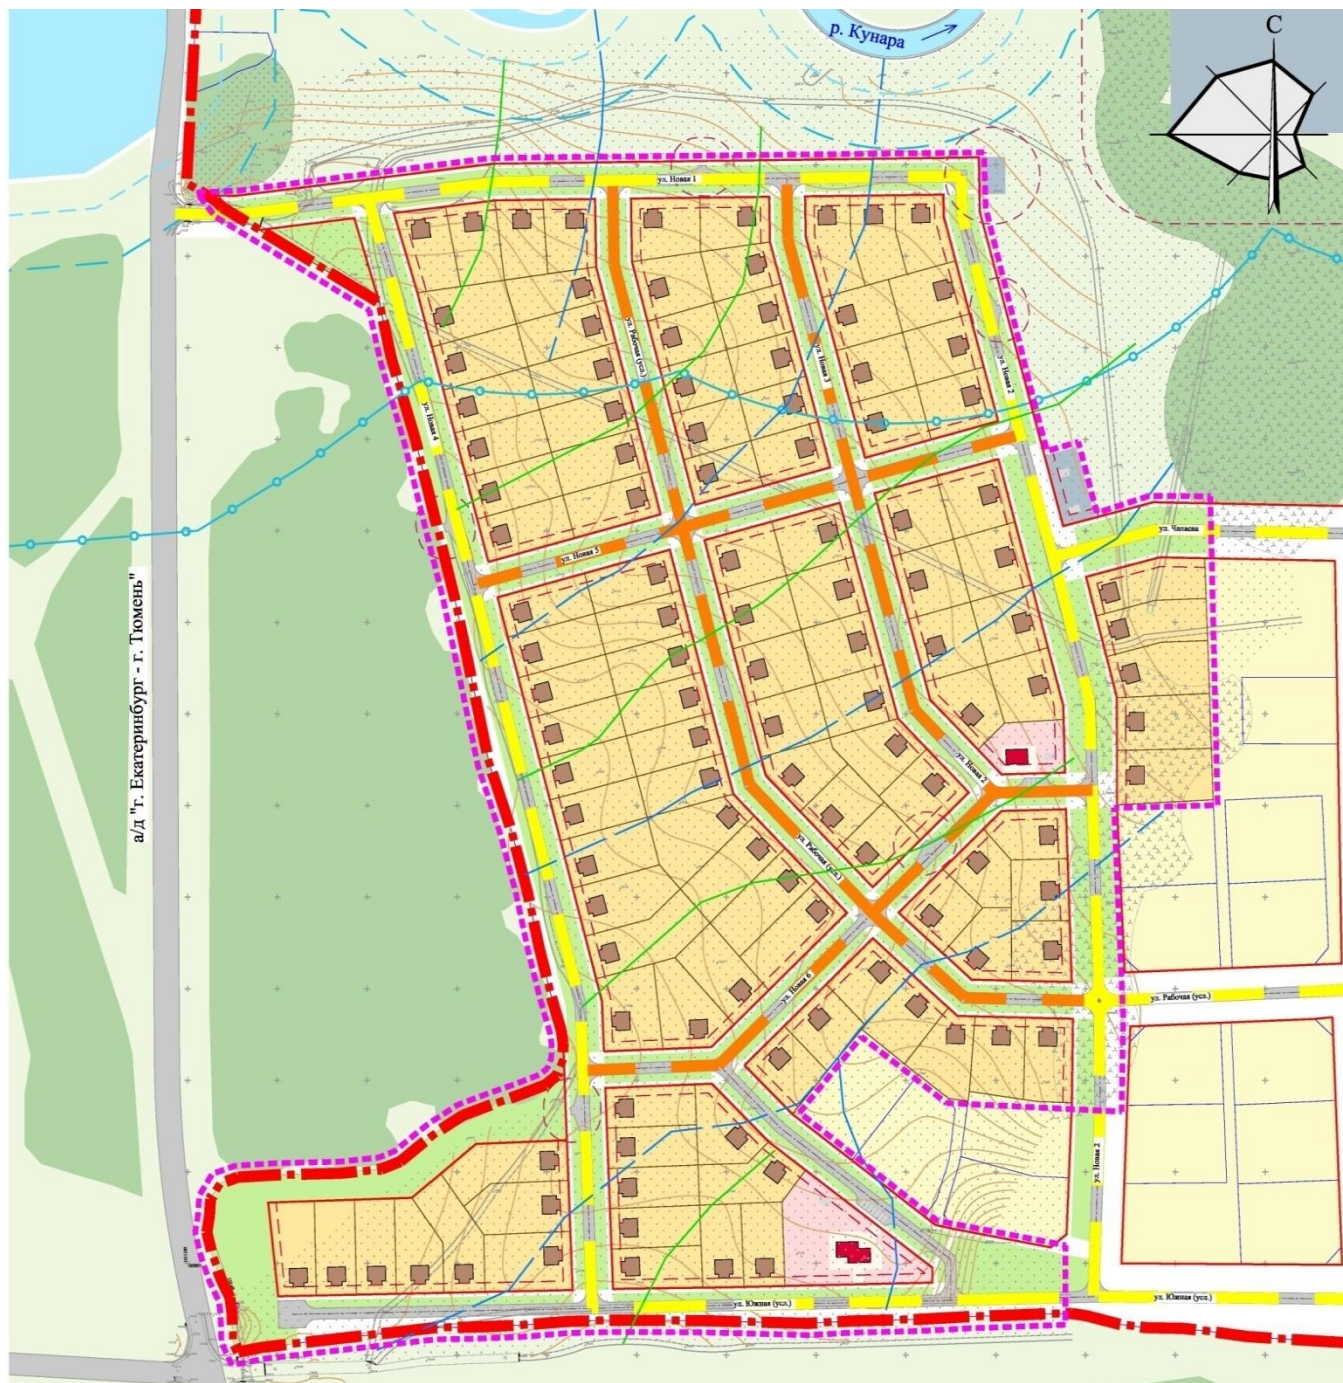 р. Кунара
С
ул. Новая 1
ул. Рабочая (усл.)
ул. Новая 3
ул. Новая 2
ул. Новая 4
ул. Чапаева
ул. Новая 5
а/д "г. Екатеринбург - г. Тюмень"
ул. Новая 2
ул. Рабочая (усл.)
ул. Новая 6
ул. Рабочая (усл.)
ул. Новая 2
ул. Южная (усл.)
ул. Южная (усл.)